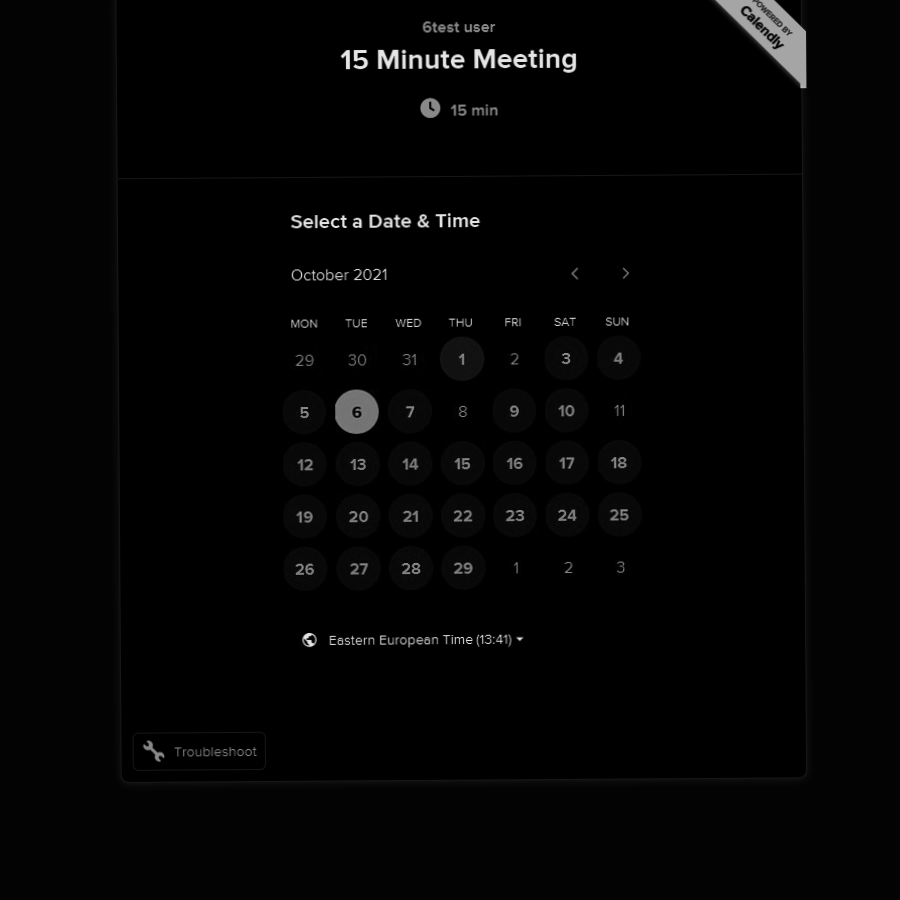 POWERED BY
Calendly
6test user
15 Minute Meeting
15 min
Select a Date & Time
October 2021
MON TUE WED THU FRI SAT SUN
29 30 31 1 2 3 4
5 6 7 8 9 10 11
12 13 14 15 16 17 18
19 20 21 22 23 24 25
26 27 28 29 1 2 3
Eastern European Time (13:41)
Troubleshoot